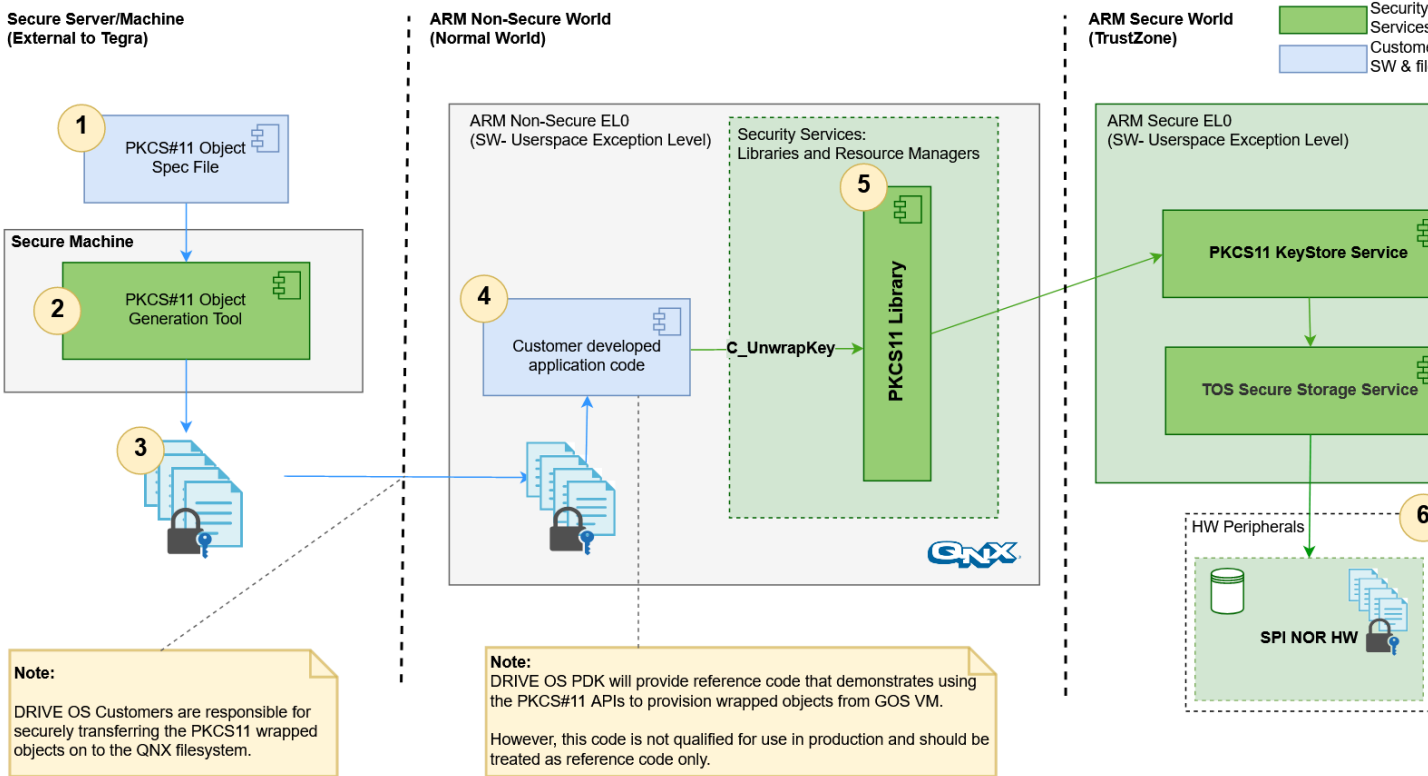 Secure Server/Machine
(External to Tegra)
ARM Non-Secure World
(Normal World)
ARM Secure World
(TrustZone)
Security
Services
SW & fil
1
PKCS#11 Object
Spec File
Secure Machine
2
PKCS#11 Object
Generation Tool
3
ARM Non-Secure EL0
(SW- Userspace Exception Level)
Security Services:
Libraries and Resource Managers
4
Customer developed
application code
C_UnwrapKey
5
PKCS11 Library
QNX
ARM Secure EL0
(SW- Userspace Exception Level)
PKCS11 KeyStore Service
TOS Secure Storage Service
6
HW Peripherals
SPI NOR HW
Note:
DRIVE OS Customers are responsible for
securely transferring the PKCS11 wrapped
objects on to the QNX filesystem.
Note:
DRIVE OS PDK will provide reference code that demonstrates using
the PKCS#11 APIs to provision wrapped objects from GOS VM.
However, this code is not qualified for use in production and should be
treated as reference code only.